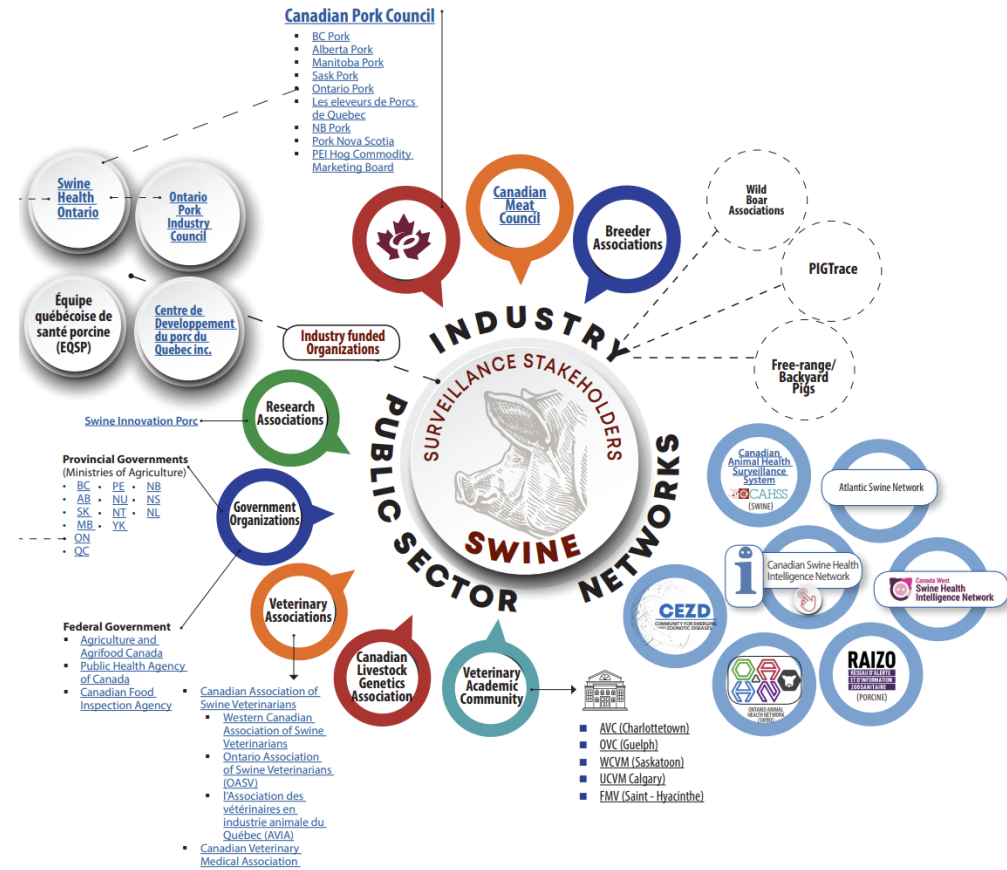 Canadian Pork Council
▪ BC Pork
▪ Alberta Pork
▪ Manitoba Pork
▪ Sask Pork
▪ Ontario Pork
▪ Les eleveurs de Porcs
de Quebec
▪ NB Pork
▪ Pork Nova Scotia
▪ PEI Hog Commodity
Marketing Board
Swine
Health
Ontario
Ontario
Pork
Industry
Council
Équipe
québécoise de
santé porcine
(EQSP)
Centre de
Developpement
du porc du
Quebec inc.
Industry funded
Organizations
Canadian
Meat
Council
Breeder
Associations
Wild
Boar
Associations
PIGTrace
Free-range/
Backyard
Pigs
INDUSTRY
SURVEILLANCE STAKEHOLDERS
SWINE
PUBLIC SECTOR
NETWORKS
Research
Associations
Swine Innovation Porc
Provincial Governments
(Ministries of Agriculture)
• BC • PE • NB
• AB • NU • NS
• SK • NT • NL
• MB • YK
• ON
• QC
Government
Organizations
Federal Government
▪ Agriculture and
Agrifood Canada
▪ Public Health Agency
of Canada
▪ Canadian Food
Inspection Agency
Veterinary
Associations
▪ Canadian Association of
Swine Veterinarians
▪ Western Canadian
Association of Swine
Veterinarians
▪ Ontario Association
of Swine Veterinarians
(OASV)
▪ l'Association des
vétérinaires en
industrie animale du
Québec (AVIA)
▪ Canadian Veterinary
Medical Association
Canadian
Livestock
Genetics
Association
Veterinary
Academic
Community
■ AVC (Charlottetown)
■ OVC (Guelph)
■ WCVM (Saskatoon)
■ UCVM Calgary)
■ FMV (Saint - Hyacinthe)
Canadian
Animal Health
Surveillance
System
CAHSS
(SWINE)
Atlantic Swine Network
i
Canadian Swine Health
Intelligence Network
Canada West
Swine Health
Intelligence Network
CEZD
COMMUNITY FOR EMERGING
AND ZOONOTIC DISEASES
ONTARIO ANIMAL
HEALTH NETWORK
(SWINE)
RAIZO
RÉSEAU D'ALERTE
ET D'INFORMATION
ZOOSANITAIRE
(PORCINE)